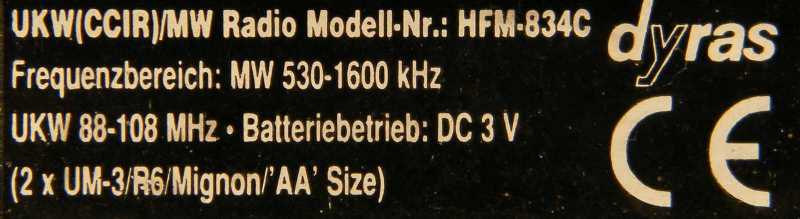 UKW(CCIR)/MW Radio Modell-Nr.: HFM-834C
dyras
Frequenzbereich: MW 530-1600 kHz
UKW 88-108 MHz · Batteriebetrieb: DC 3 V
CE
(2 x UM-3/R6/Mignon/'AA' Size)